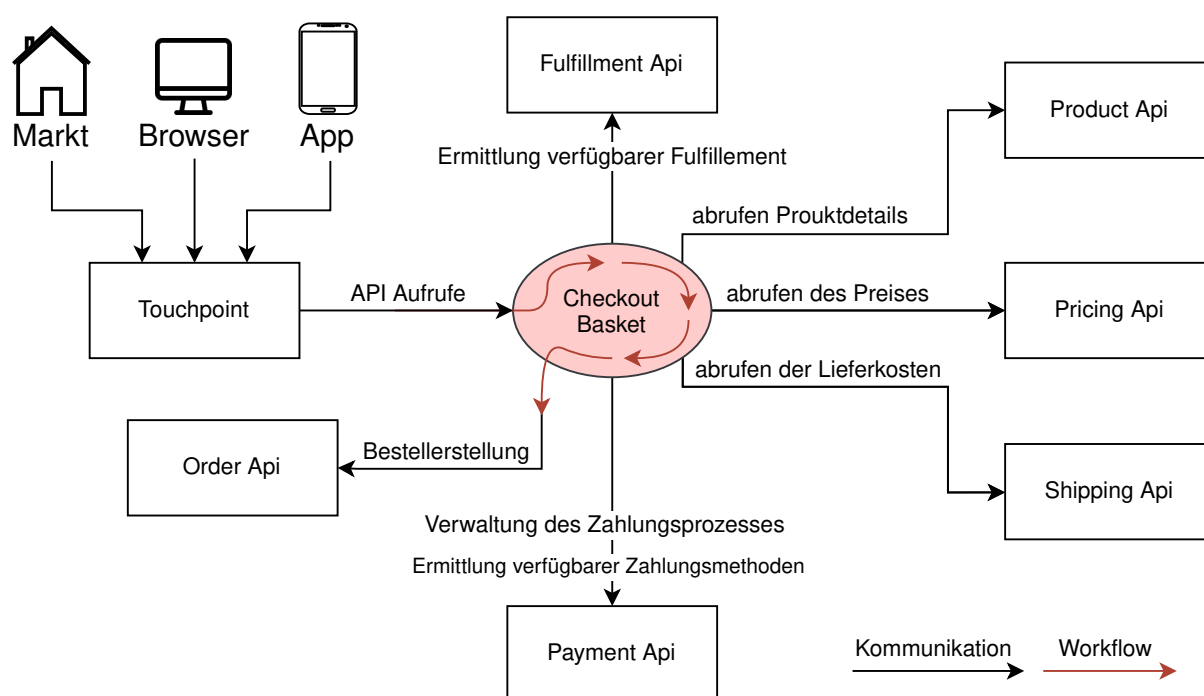 Markt
Browser
App
Fulfillment Api
Product Api
Ermittlung verfügbarer Fulfillement
abrufen Prouktdetails
Touchpoint
API Aufrufe
Checkout
Basket
abrufen des Preises
Pricing Api
abrufen der Lieferkosten
Order Api
Bestellerstellung
Shipping Api
Verwaltung des Zahlungsprozesses
Ermittlung verfügbarer Zahlungsmethoden
Payment Api
Kommunikation
Workflow